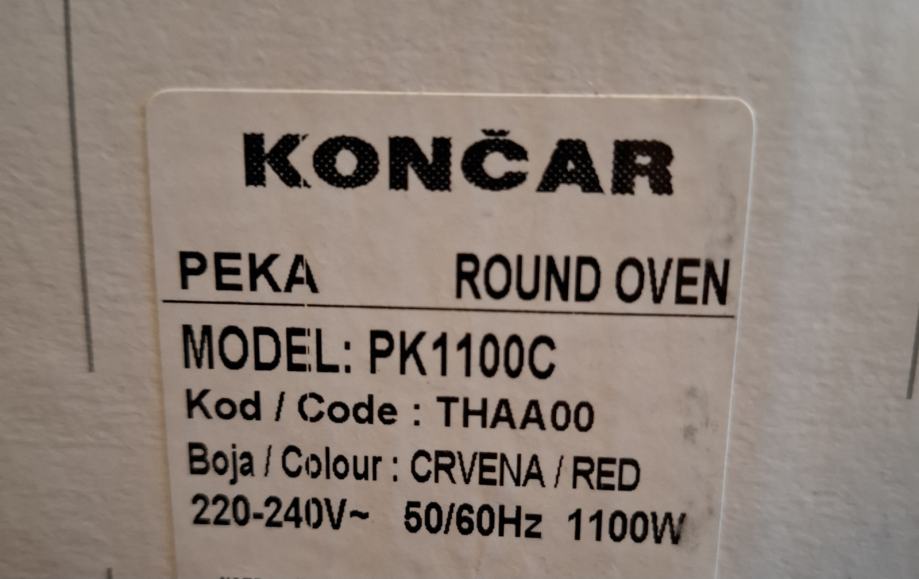 KONČAR
PEKA ROUND OVEN
MODEL: PK1100C
Kod / Code : THAA00
Boja / Colour : CRVENA / RED
220-240V~ 50/60Hz 1100W